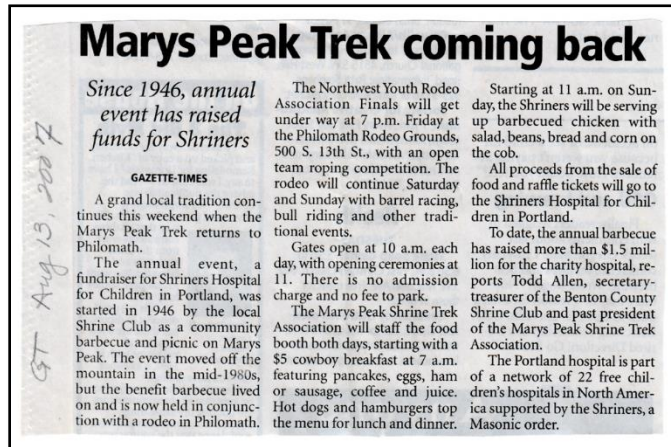 Marys Peak Trek coming back
Since 1946, annual
event has raised
funds for Shriners
GAZETTE-TIMES
A grand local tradition con-
tinues this weekend when the
Marys Peak Trek returns to
Philomath.
The annual event, a
fundraiser for Shriners Hospital
for Children in Portland, was
started in 1946 by the local
Shrine Club as a community
barbecue and picnic on Marys
Peak. The event moved off the
mountain in the mid-1980s,
but the benefit barbecue lived
on and is now held in conjunc-
tion with a rodeo in Philomath.
The Northwest Youth Rodeo
Association Finals will get
under way at 7 p.m. Friday at
the Philomath Rodeo Grounds,
500 S. 13th St., with an open
team roping competition. The
rodeo will continue Saturday
and Sunday with barrel racing,
bull riding and other tradi-
tional events.
Gates open at 10 a.m. each
day, with opening ceremonies at
11. There is no admission
charge and no fee to park.
The Marys Peak Shrine Trek
Association will staff the food
booth both days, starting with a
$5 cowboy breakfast at 7 a.m.
featuring pancakes, eggs, ham
or sausage, coffee and juice.
Hot dogs and hamburgers top
the menu for lunch and dinner.
Starting at 11 a.m. on Sun-
day, the Shriners will be serving
up barbecued chicken with
salad, beans, bread and corn on
the cob.
All proceeds from the sale of
food and raffle tickets will go to
the Shriners Hospital for Chil-
dren in Portland.
To date, the annual barbecue
has raised more than $1.5 mil-
lion for the charity hospital, re-
ports Todd Allen, secretary-
treasurer of the Benton County
Shrine Club and past president
of the Marys Peak Shrine Trek
Association.
The Portland hospital is part
of a network of 22 free chil-
dren's hospitals in North Amer-
ica supported by the Shriners, a
Masonic order.
GT Aug 13, 2007